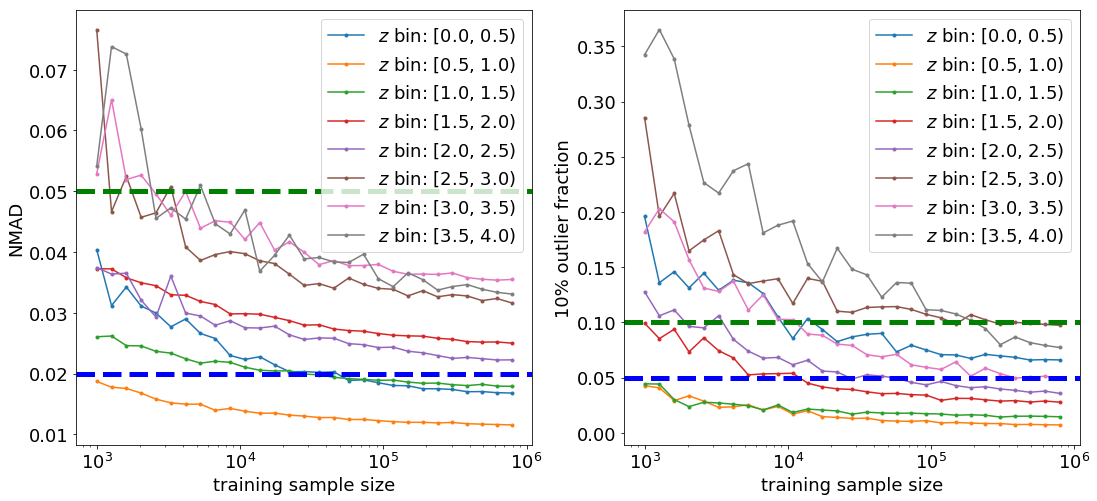 NMAD
0.07
0.06
0.05
0.04
0.03
0.02
0.01
z bin: [0.0, 0.5)
z bin: [0.5, 1.0)
z bin: [1.0, 1.5)
z bin: [1.5, 2.0)
z bin: [2.0, 2.5)
z bin: [2.5, 3.0)
z bin: [3.0, 3.5)
z bin: [3.5, 4.0)
10³ 10⁴ 10⁵ 10⁶
training sample size
10% outlier fraction
0.35
0.30
0.25
0.20
0.15
0.10
0.05
0.00
z bin: [0.0, 0.5)
z bin: [0.5, 1.0)
z bin: [1.0, 1.5)
z bin: [1.5, 2.0)
z bin: [2.0, 2.5)
z bin: [2.5, 3.0)
z bin: [3.0, 3.5)
z bin: [3.5, 4.0)
10³ 10⁴ 10⁵ 10⁶
training sample size